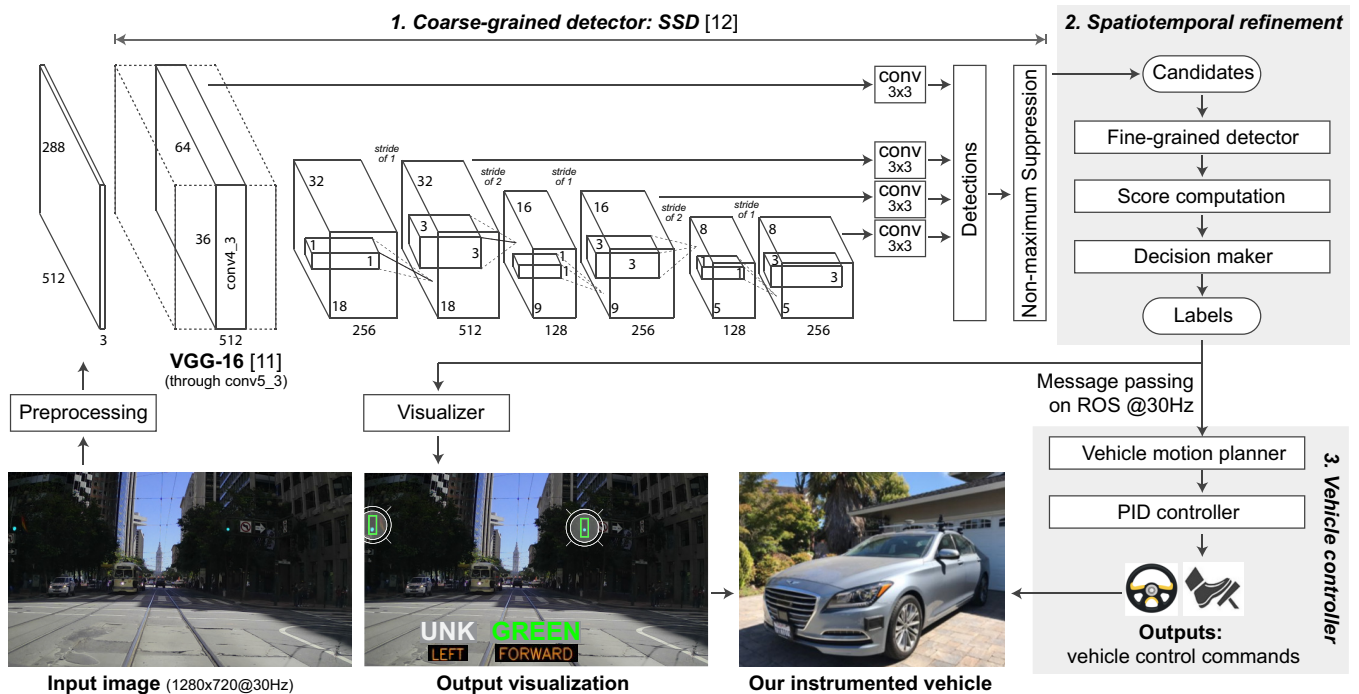 1. Coarse-grained detector: SSD [12]
2. Spatiotemporal refinement
288
512
3
64
36
conv4_3
512
VGG-16 [11]
(through conv5_3)
32
1
1
18
256
stride
of 1
32
3
3
18
512
stride
of 2
16
1
1
9
128
stride
of 1
16
3
3
9
256
stride
of 2
8
1
1
5
128
stride
of 1
8
3
3
5
256
conv
3x3
conv
3x3
conv
3x3
conv
3x3
Detections
Non-maximum Suppression
Candidates
Fine-grained detector
Score computation
Decision maker
Labels
Preprocessing
Visualizer
Message passing
on ROS @30Hz
Vehicle motion planner
PID controller
3. Vehicle controller
Outputs:
vehicle control commands
UNK GREEN
LEFT FORWARD
Input image (1280x720@30Hz)
Output visualization
Our instrumented vehicle